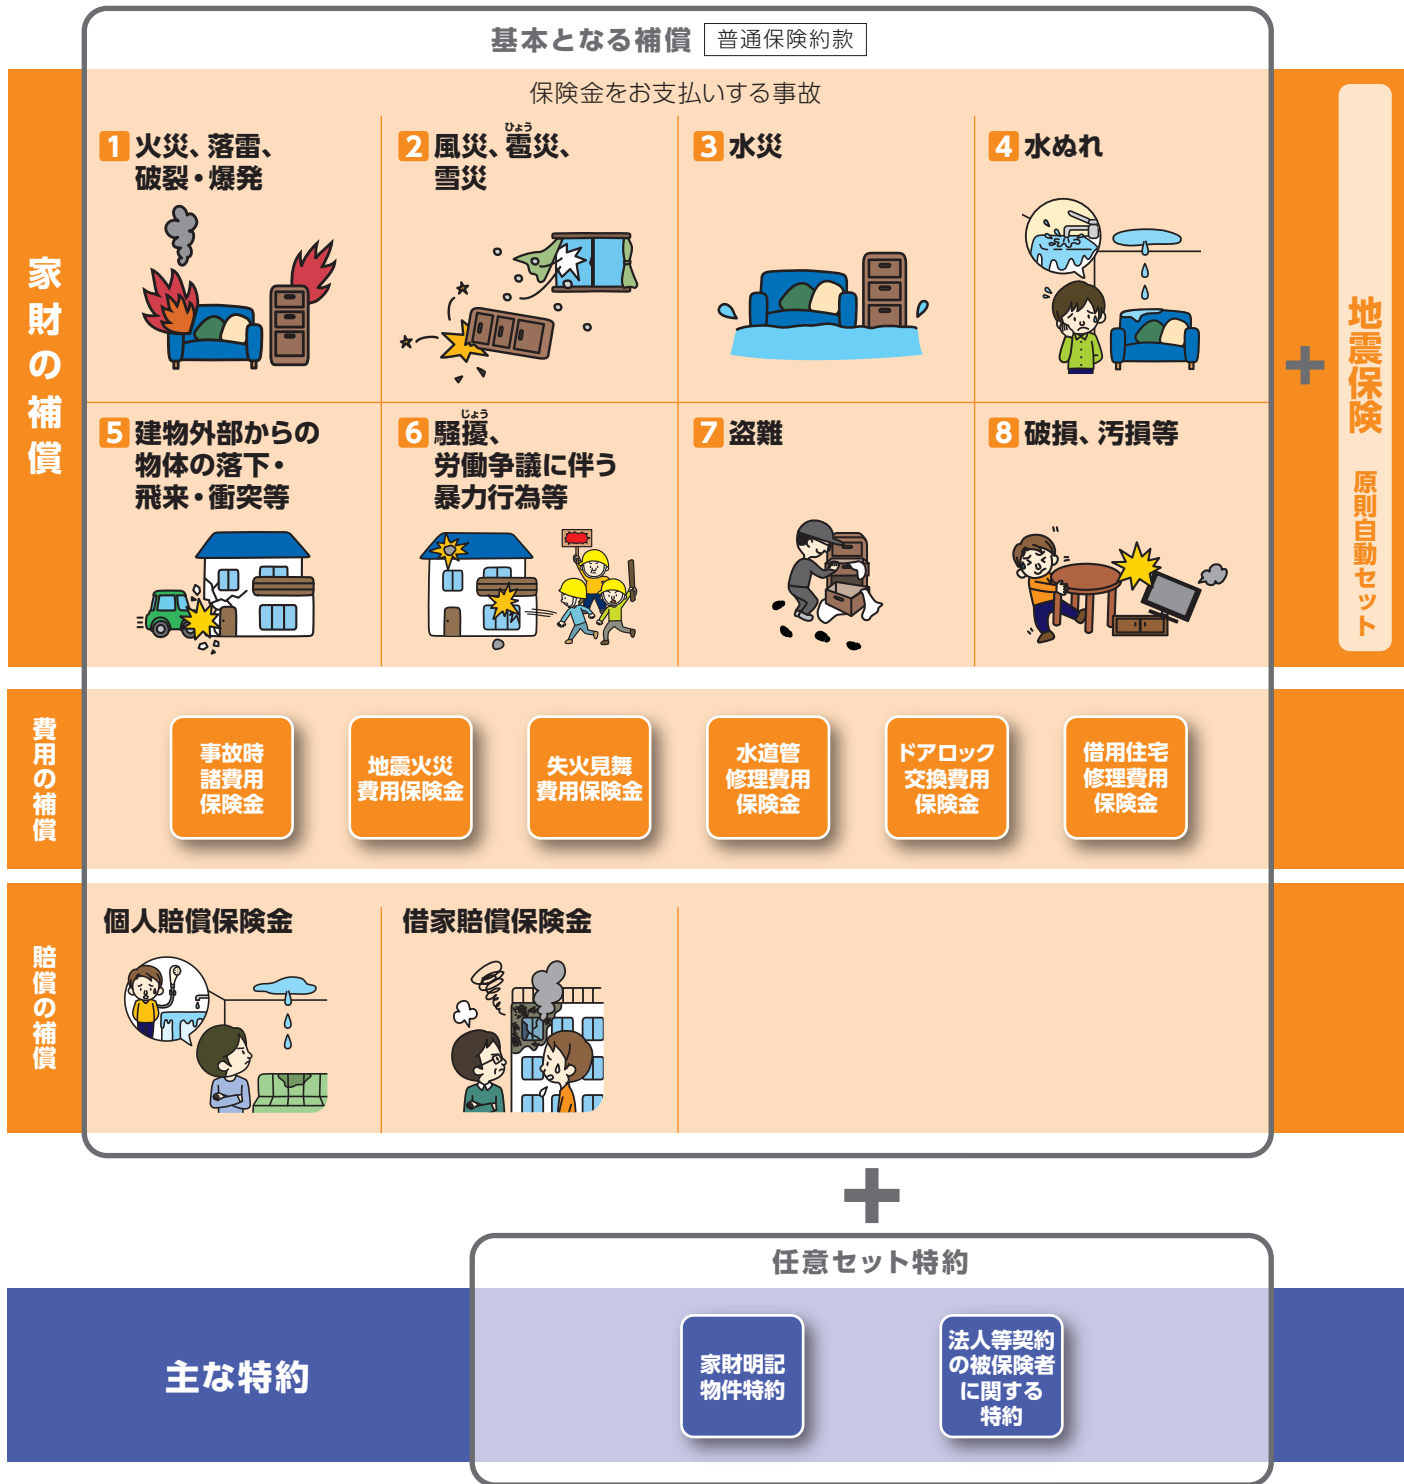 基本となる補償 普通保険約款
保険金をお支払いする事故
家財の補償
1 火災、落雷、
破裂・爆発
2 風災、雹災、
ひょう
雪災
3 水災
4 水ぬれ
5 建物外部からの
物体の落下・
飛来・衝突等
6 騒擾、
じょう
労働争議に伴う
暴力行為等
7 盗難
8 破損、汚損等
+
地震保険 原則自動セット
費用の補償
事故時
諸費用
保険金
地震火災
費用保険金
失火見舞
費用保険金
水道管
修理費用
保険金
ドアロック
交換費用
保険金
借用住宅
修理費用
保険金
賠償の補償
個人賠償保険金
借家賠償保険金
+
任意セット特約
主な特約
家財明記
物件特約
法人等契約
の被保険者
に関する
特約